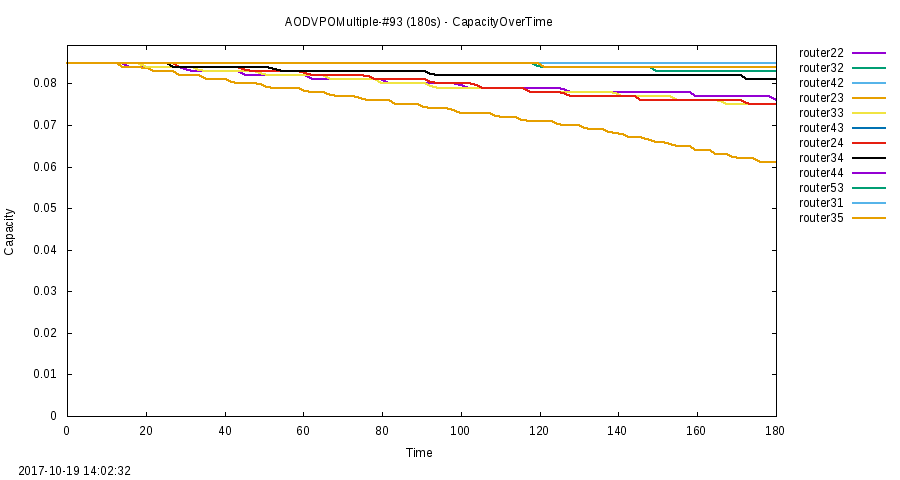 AODVPOMultiple-#93 (180s) - CapacityOverTime
router22
router32
router42
router23
router33
router43
router24
router34
router44
router53
router31
router35
0.08
0.07
0.06
0.05
0.04
0.03
0.02
0.01
0
Capacity
0 20 40 60 80 100 120 140 160 180
Time
2017-10-19 14:02:32